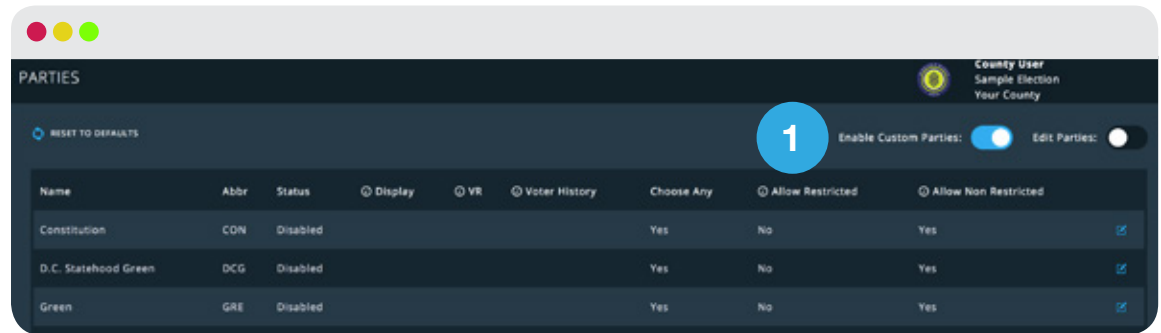 PARTIES
County User
Sample Election
Your County
RESET TO DEFAULTS
1
Enable Custom Parties:
Edit Parties:
Name Abbr Status Display VR Voter History Choose Any Allow Restricted Allow Non Restricted
Constitution CON Disabled Yes No Yes
D.C. Statehood Green DCG Disabled Yes No Yes
Green GRE Disabled Yes No Yes